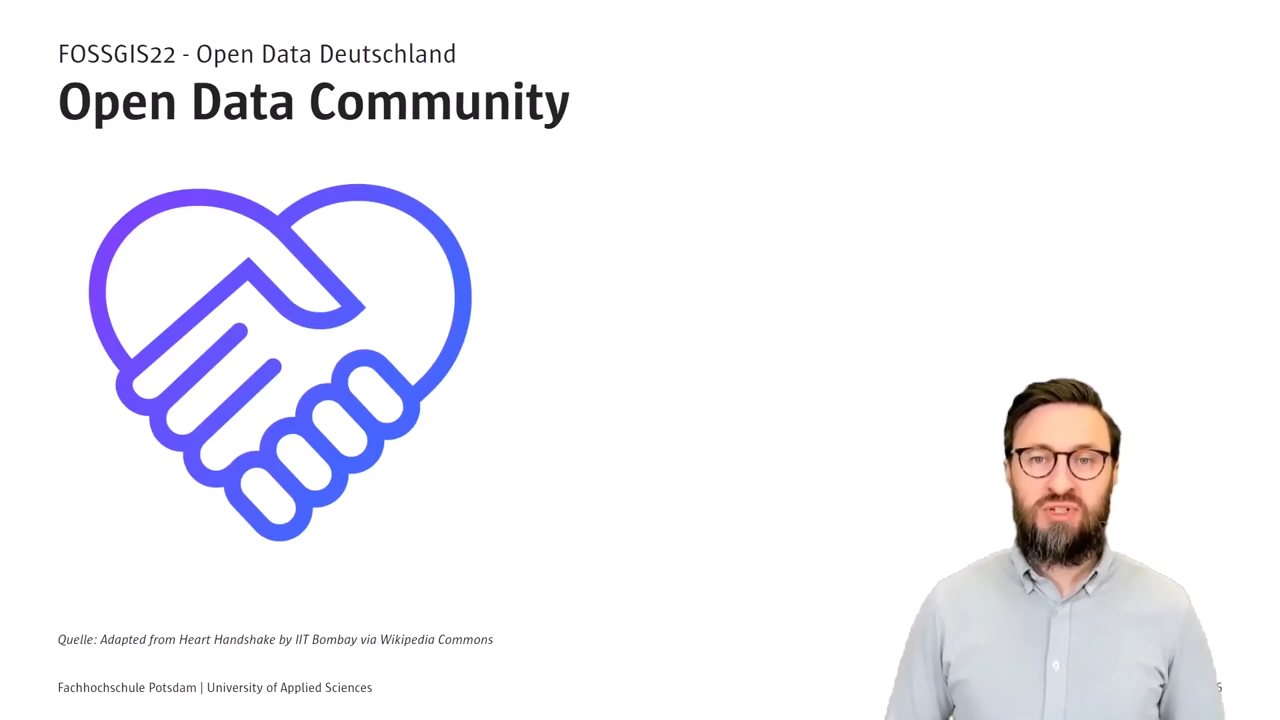 FOSSGIS22 - Open Data Deutschland
Open Data Community
Quelle: Adapted from Heart Handshake by IIT Bombay via Wikipedia Commons
Fachhochschule Potsdam | University of Applied Sciences